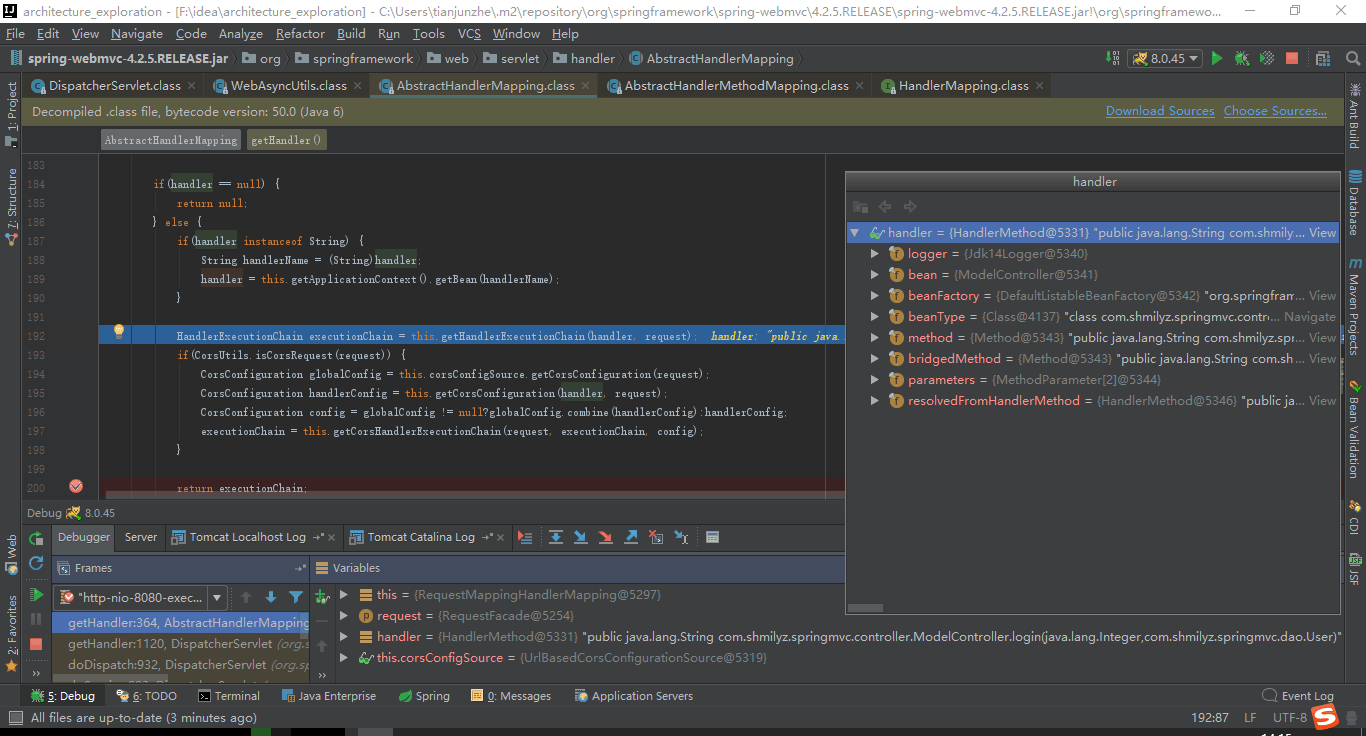 architecture_exploration - [F:\idea\architecture_exploration] - C:\Users\tianjunzhe\.m2\repository\org\springframework\spring-webmvc\4.2.5.RELEASE\spring-webmvc-4.2.5.RELEASE.jar!\org\springframewo...
File Edit View Navigate Code Analyze Refactor Build Run Tools VCS Window Help
spring-webmvc-4.2.5.RELEASE.jar org springframework web servlet handler AbstractHandlerMapping 8.0.45
DispatcherServlet.class WebAsyncUtils.class AbstractHandlerMapping.class AbstractHandlerMethodMapping.class HandlerMapping.class
Decompiled .class file, bytecode version: 50.0 (Java 6) Download Sources Choose Sources...
AbstractHandlerMapping getHandler()
183
184 if(handler == null) {
185 return null;
186 } else {
187 if(handler instanceof String) {
188 String handlerName = (String)handler;
189 handler = this.getApplicationContext().getBean(handlerName);
190 }
191
192 HandlerExecutionChain executionChain = this.getHandlerExecutionChain(handler, request); handler: "public java.
193 if(CorsUtils.isCorsRequest(request)) {
194 CorsConfiguration globalConfig = this.corsConfigSource.getCorsConfiguration(request);
195 CorsConfiguration handlerConfig = this.getCorsConfiguration(handler, request);
196 CorsConfiguration config = globalConfig != null?globalConfig.combine(handlerConfig):handlerConfig;
197 executionChain = this.getCorsHandlerExecutionChain(request, executionChain, config);
198 }
199
200 return executionChain;
handler
handler = {HandlerMethod@5331} "public java.lang.String com.shmily... View
logger = {Jdk14Logger@5340}
bean = {ModelController@5341}
beanFactory = {DefaultListableBeanFactory@5342} "org.springfram... View
beanType = {Class@4137} "class com.shmilyz.springmvc.contro... Navigate
method = {Method@5343} "public java.lang.String com.shmilyz.spr... View
bridgedMethod = {Method@5343} "public java.lang.String com.sh... View
parameters = {MethodParameter[2]@5344}
resolvedFromHandlerMethod = {HandlerMethod@5346} "public ja... View
1: Project
7: Structure
Web
2: Favorites
Ant Build
Database
Maven Projects
Bean Validation
CDI
JSF
Debug 8.0.45
Debugger Server Tomcat Localhost Log Tomcat Catalina Log
Frames Variables
"http-nio-8080-exec...
getHandler:364, AbstractHandlerMapping
getHandler:1120, DispatcherServlet (org.sp
doDispatch:932, DispatcherServlet (org.s
this = {RequestMappingHandlerMapping@5297}
request = {RequestFacade@5254}
handler = {HandlerMethod@5331} "public java.lang.String com.shmilyz.springmvc.controller.ModelController.login(java.lang.Integer,com.shmilyz.springmvc.dao.User)"
this.corsConfigSource = {UrlBasedCorsConfigurationSource@5319}
5: Debug 6: TODO Terminal Java Enterprise Spring 0: Messages Application Servers Event Log
All files are up-to-date (3 minutes ago) 192:87 LF UTF-8